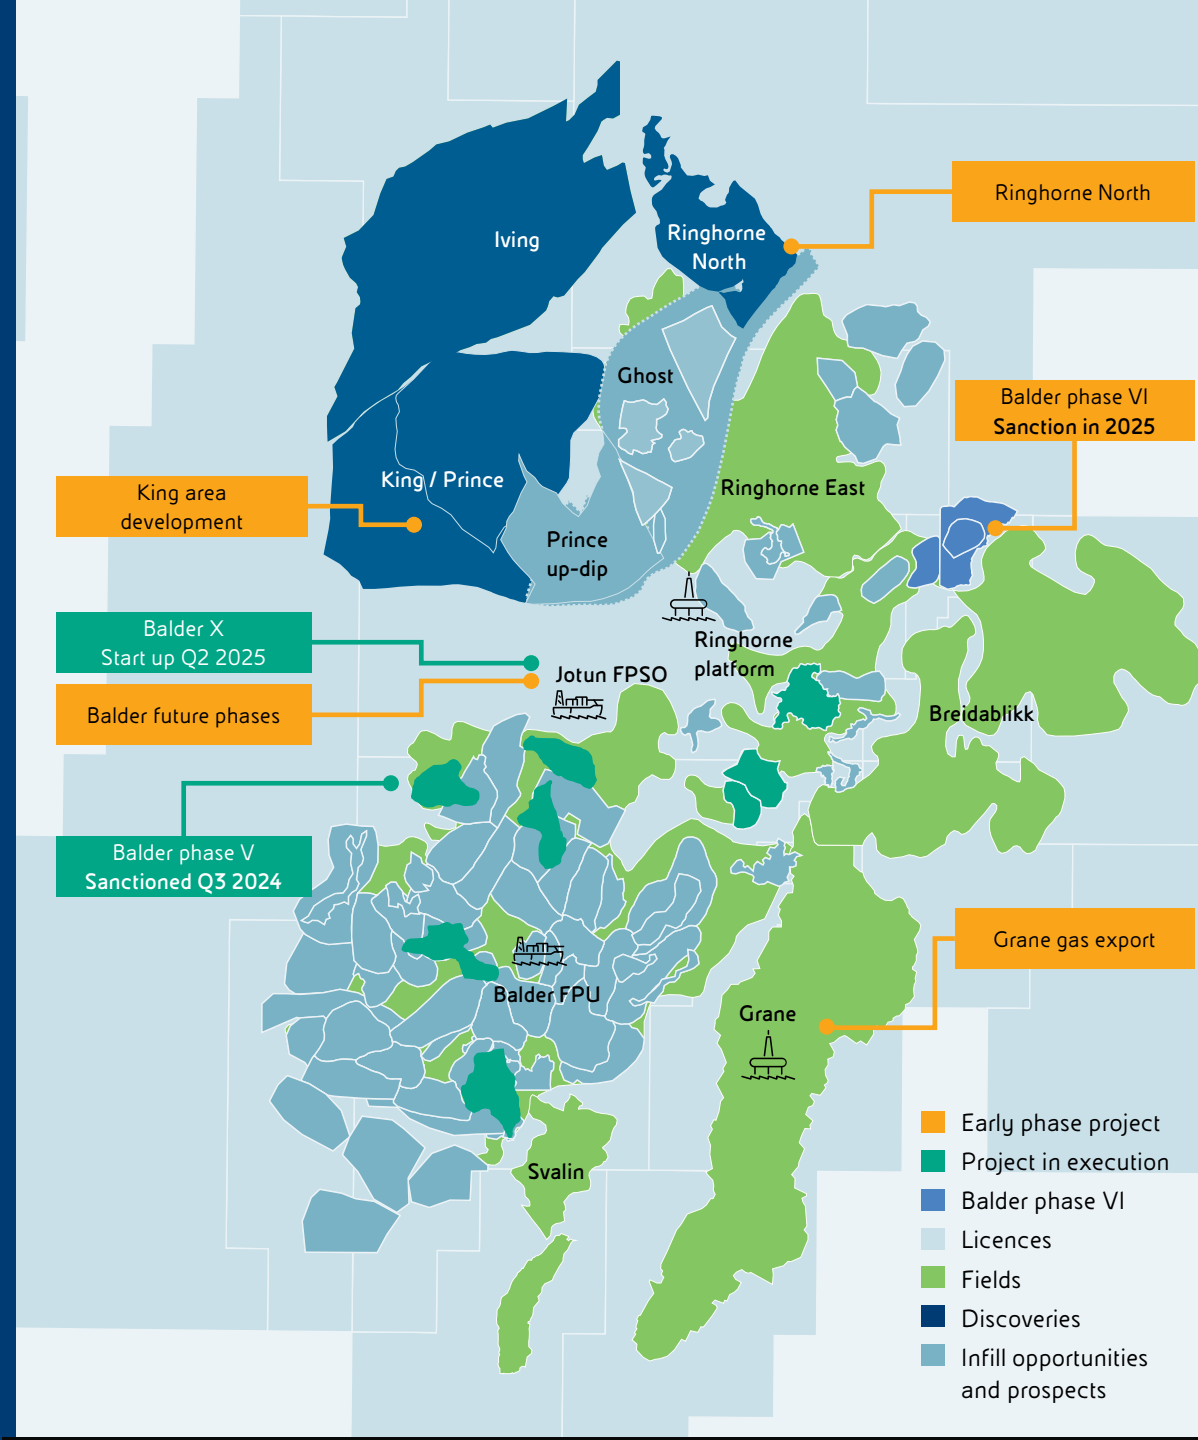 Ringhorne North
Iving
Ringhorne
North
Ghost
Balder phase VI
Sanction in 2025
King / Prince
Ringhorne East
King area
development
Prince
up-dip
Balder X
Start up Q2 2025
Ringhorne
platform
Jotun FPSO
Balder future phases
Breidablikk
Balder phase V
Sanctioned Q3 2024
Grane gas export
Balder FPU
Grane
Svalin
Early phase project
Project in execution
Balder phase VI
Licences
Fields
Discoveries
Infill opportunities
and prospects